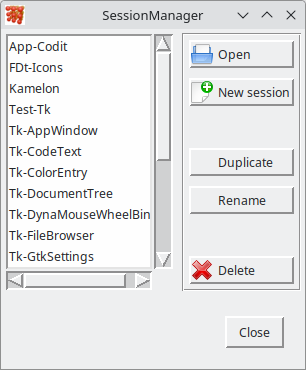 SessionManager
App-Codit
FDt-Icons
Kamelon
Test-Tk
Tk-AppWindow
Tk-CodeText
Tk-ColorEntry
Tk-DocumentTree
Tk-DynaMouseWheelBin
Tk-FileBrowser
Tk-GtkSettings
Open
New session
Duplicate
Rename
Delete
Close